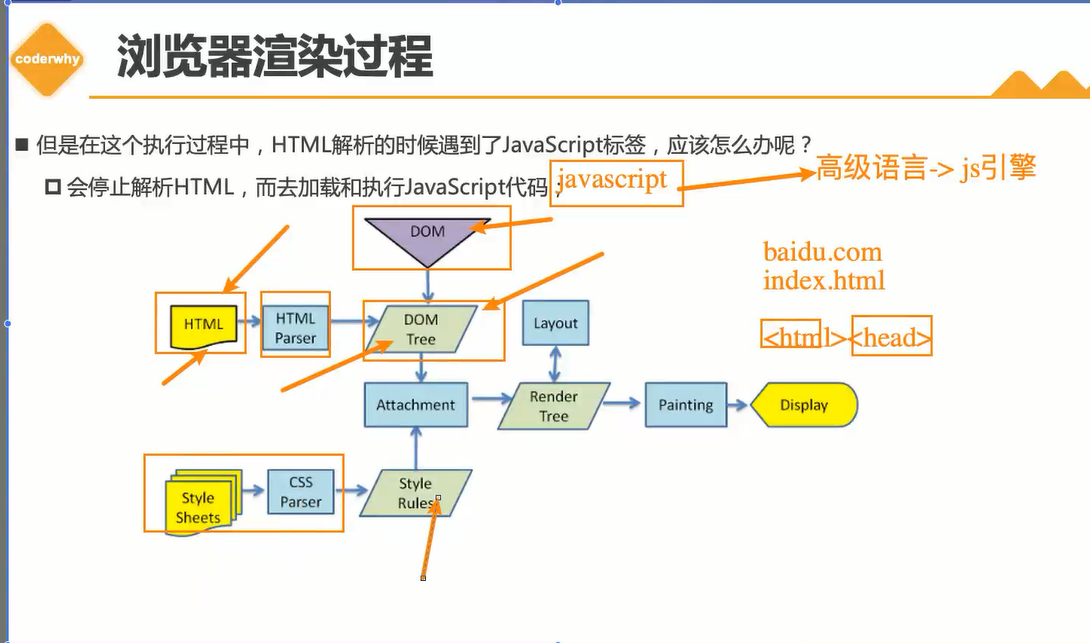 coderwhy
浏览器渲染过程
但是在这个执行过程中，HTML解析的时候遇到了JavaScript标签，应该怎么办呢？
会停止解析HTML，而去加载和执行JavaScript代码；
javascript
高级语言-> js引擎
DOM
baidu.com
index.html
HTML
HTML
Parser
DOM
Tree
Layout
<html><head>
Attachment
Render
Tree
Painting
Display
Style
Sheets
CSS
Parser
Style
Rules